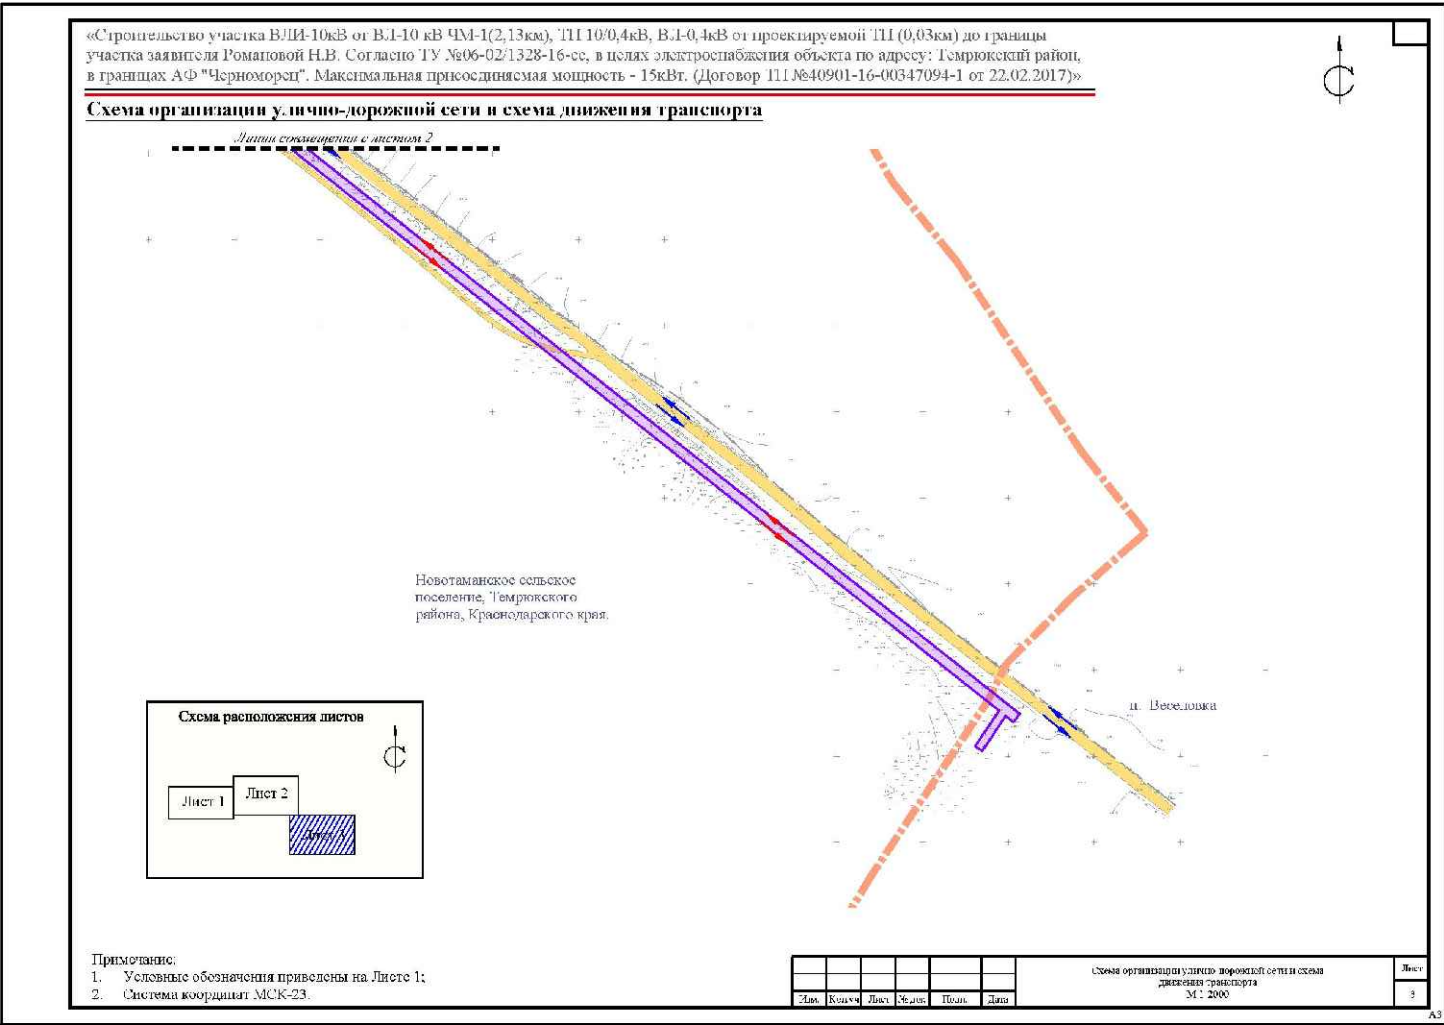 «Строительство участка ВЛИ-10кВ от ВЛ-10 кВ ЧМ-1(2,13км), ТП 10/0,4кВ, ВЛ-0,4кВ от проектируемой ТП (0,03км) до границы
участка заявителя Романовой Н.В. Согласно ТУ №06-02/1328-16-ес, в целях электроснабжения объекта по адресу: Темрюкский район,
в границах АФ "Черноморец". Максимальная присоединяемая мощность - 15кВт. (Договор ТП №40901-16-00347094-1 от 22.02.2017)»
С
Схема организации улично-дорожной сети и схема движения транспорта
Линия совмещения с листом 2
Новотаманское сельское
поселение, Темрюкского
района, Краснодарского края.
п. Веселовка
Схема расположения листов
С
Лист 1
Лист 2
Лист 3
Примечание:
1. Условные обозначения приведены на Листе 1;
2. Система координат МСК-23.
Изм. Кол.уч Лист №док. Подп. Дата
Схема организации улично-дорожной сети и схема
движения транспорта
М 1:2000
Лист
3
А3